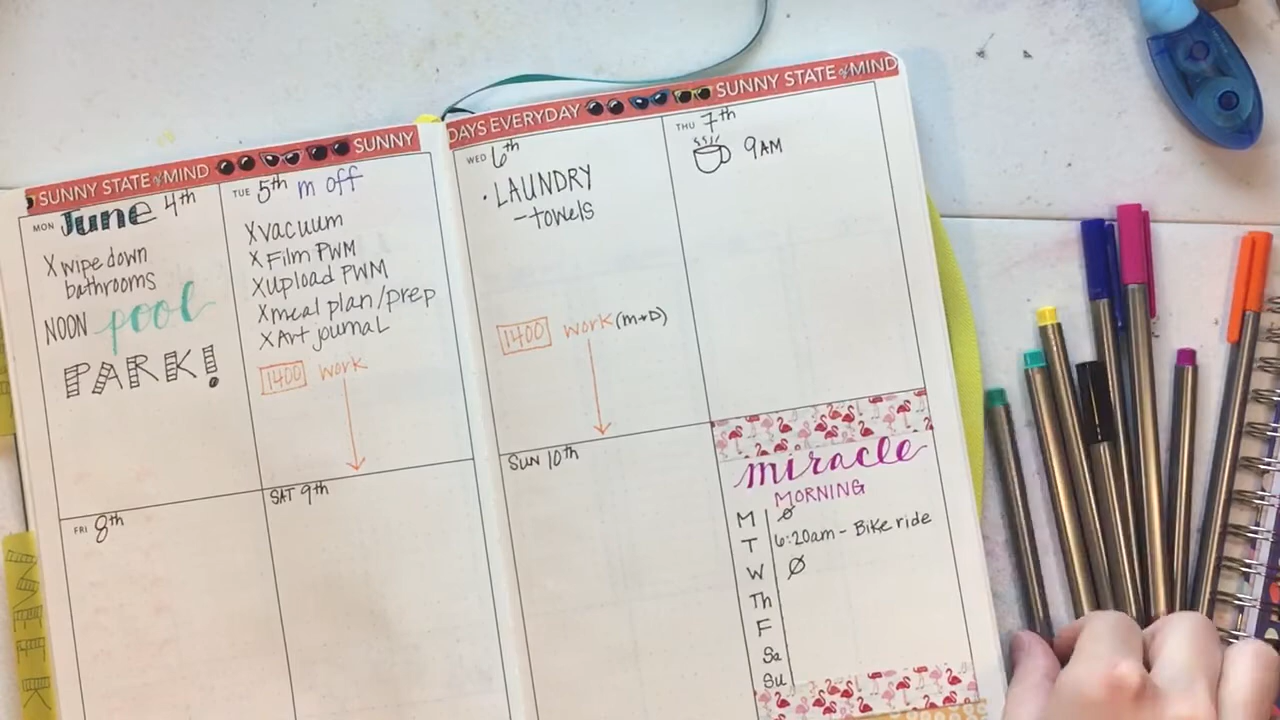 SUNNY STATE of MIND SUNNY
DAYS EVERYDAY SUNNY STATE of MIND
MON June 4th
X wipe down
bathrooms
NOON pool
PARK!
TUE 5th m off
X vacuum
X Film PWM
X upload PWM
X meal plan/prep
X Art journal
1400 work
WED 6th
· LAUNDRY
- towels
1400 work (m+D)
THU 7th
9AM
FRI 8th
SAT 9th
SUN 10th
miracle
MORNING
M Ø
T 6:20am - Bike ride
W Ø
Th
F
Sa
Su
WEEK